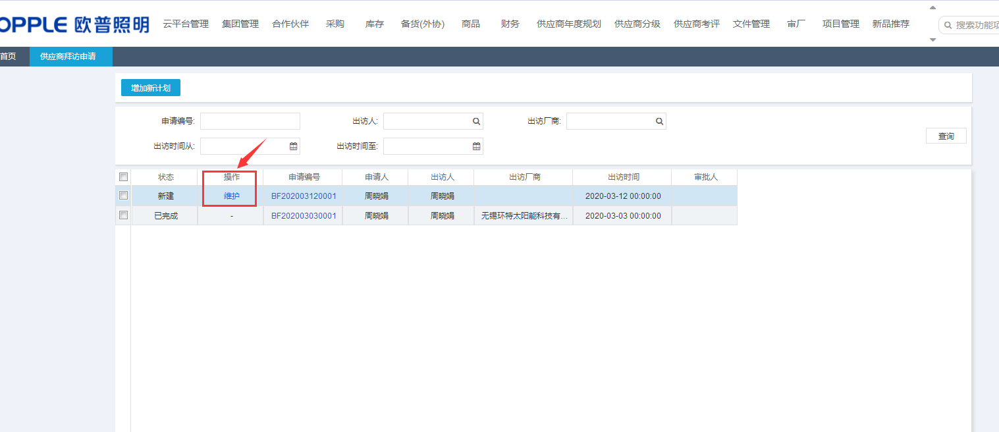 OPPLE 欧普照明
云平台管理 集团管理 合作伙伴 采购 库存 备货(外协) 商品 财务 供应商年度规划 供应商分级 供应商考评 文件管理 审厂 项目管理 新品推荐
搜索功能项
首页 供应商拜访申请
增加新计划
申请编号: 出访人: 出访厂商:
查询
出访时间从: 出访时间至:
状态 操作 申请编号 申请人 出访人 出访厂商 出访时间 审批人
新建 维护 BF202003120001 周晓娟 周晓娟 2020-03-12 00:00:00
已完成 - BF202003030001 周晓娟 周晓娟 无锡环特太阳能科技有... 2020-03-03 00:00:00